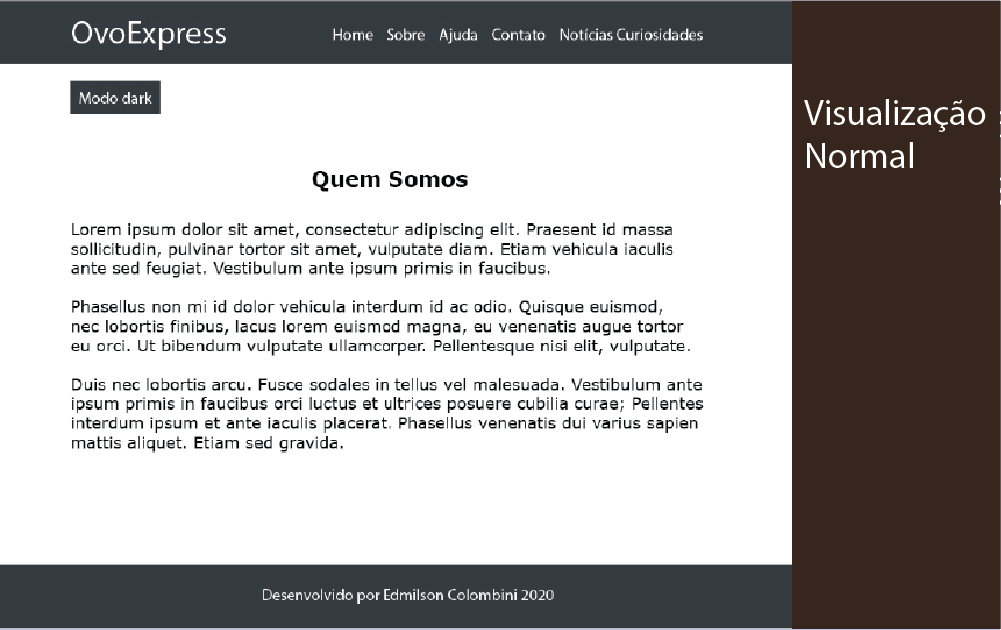 OvoExpress
Home Sobre Ajuda Contato Notícias Curiosidades
Modo dark
Visualização
Normal
Quem Somos
Lorem ipsum dolor sit amet, consectetur adipiscing elit. Praesent id massa
sollicitudin, pulvinar tortor sit amet, vulputate diam. Etiam vehicula iaculis
ante sed feugiat. Vestibulum ante ipsum primis in faucibus.
Phasellus non mi id dolor vehicula interdum id ac odio. Quisque euismod,
nec lobortis finibus, lacus lorem euismod magna, eu venenatis augue tortor
eu orci. Ut bibendum vulputate ullamcorper. Pellentesque nisi elit, vulputate.
Duis nec lobortis arcu. Fusce sodales in tellus vel malesuada. Vestibulum ante
ipsum primis in faucibus orci luctus et ultrices posuere cubilia curae; Pellentes
interdum ipsum et ante iaculis placerat. Phasellus venenatis dui varius sapien
mattis aliquet. Etiam sed gravida.
Desenvolvido por Edmilson Colombini 2020